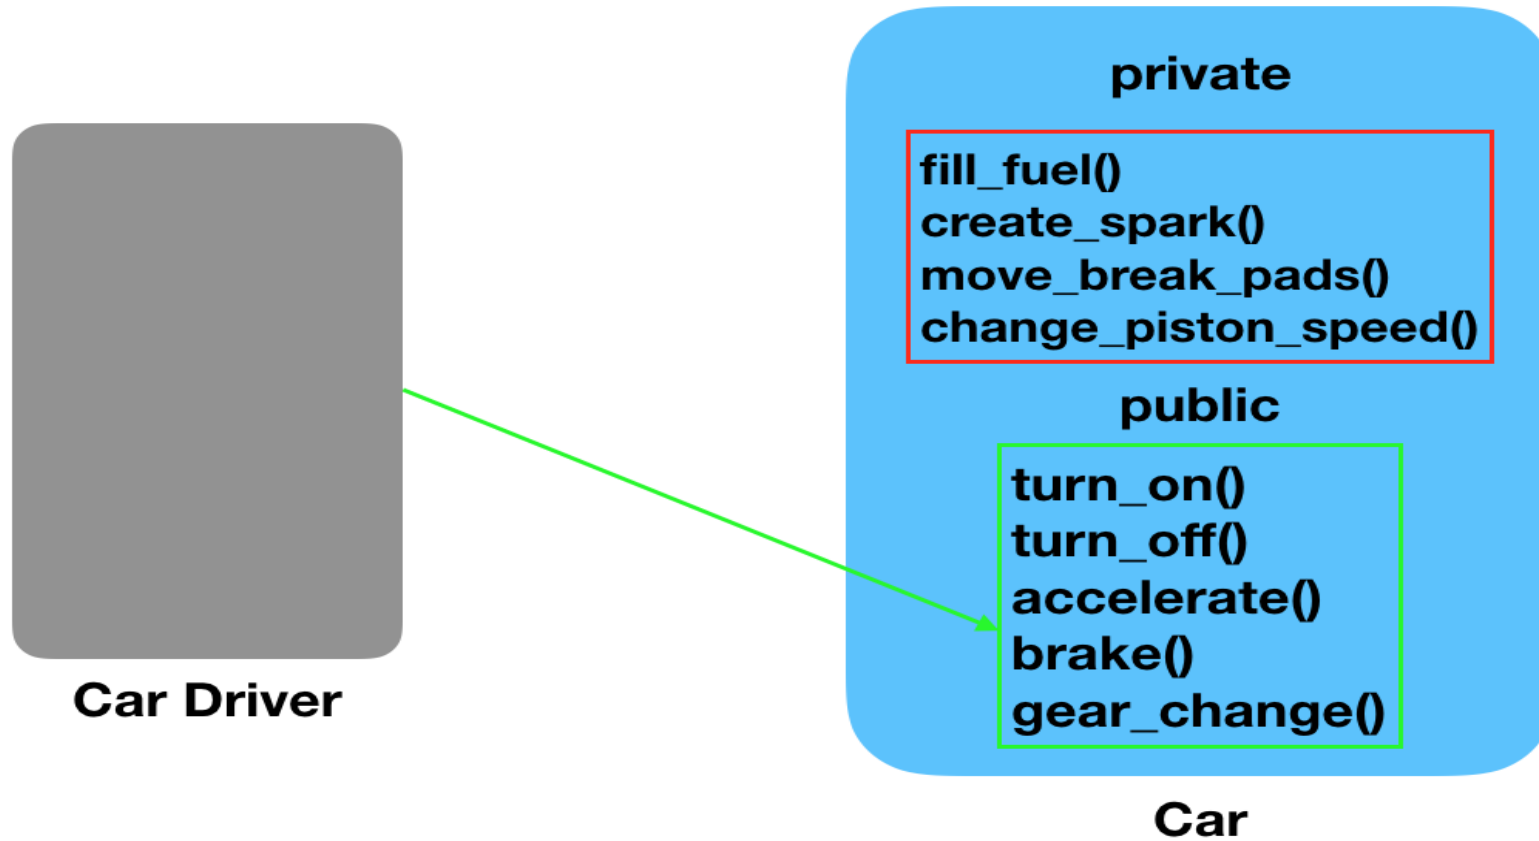 private
fill_fuel()
create_spark()
move_break_pads()
change_piston_speed()
public
turn_on()
turn_off()
accelerate()
brake()
gear_change()
Car Driver
Car